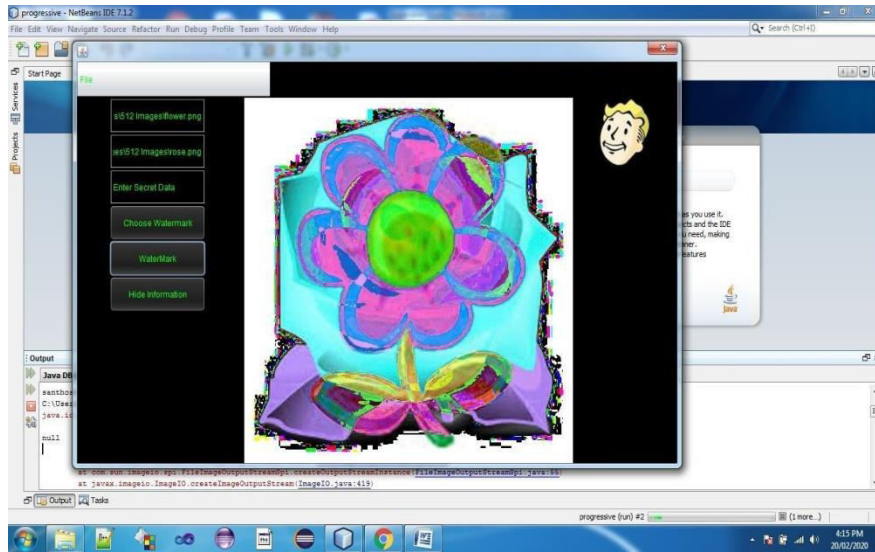 progressive - NetBeans IDE 7.1.2
File Edit View Navigate Source Refactor Run Debug Profile Team Tools Window Help
Search (Ctrl+I)
Start Page
Services
Projects
File
s\512 Images\flower.png
es\512 Images\rose.png
Enter Secret Data
Choose Watermark
WaterMark
Hide Information
as you use it.
and the IDE
need, making
Java
Output
Java DB
santhos
C:\User
java.io
null
at com.sun.imageio.spi.FileImageOutputStreamSpi.createOutputStreamInstance(FileImageOutputStreamSpi.java:55)
at javax.imageio.ImageIO.createImageOutputStream(ImageIO.java:419)
Output Tasks
progressive (run) #2
(1 more...)
4:15 PM
20/02/2020